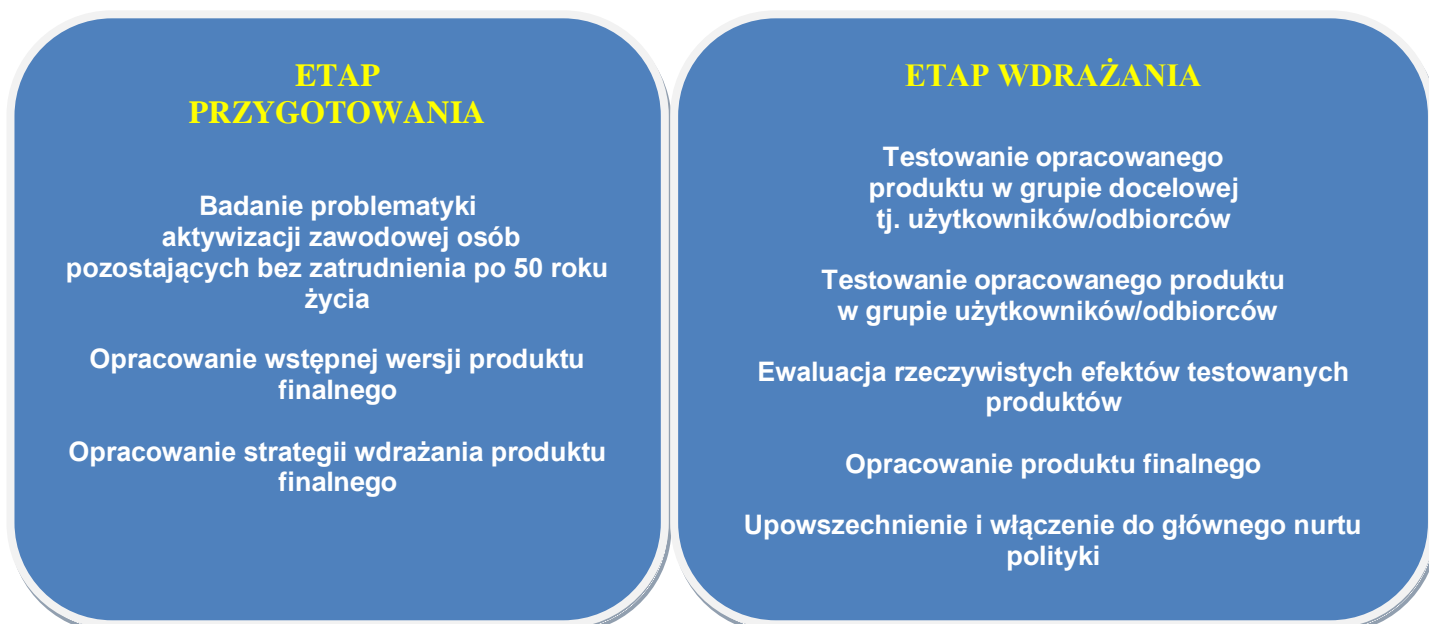 ETAP
PRZYGOTOWANIA
Badanie problematyki
aktywizacji zawodowej osób
pozostających bez zatrudnienia po 50 roku
życia
Opracowanie wstępnej wersji produktu
finalnego
Opracowanie strategii wdrażania produktu
finalnego
ETAP WDRAŻANIA
Testowanie opracowanego
produktu w grupie docelowej
tj. użytkowników/odbiorców
Testowanie opracowanego produktu
w grupie użytkowników/odbiorców
Ewaluacja rzeczywistych efektów testowanych
produktów
Opracowanie produktu finalnego
Upowszechnienie i włączenie do głównego nurtu
polityki